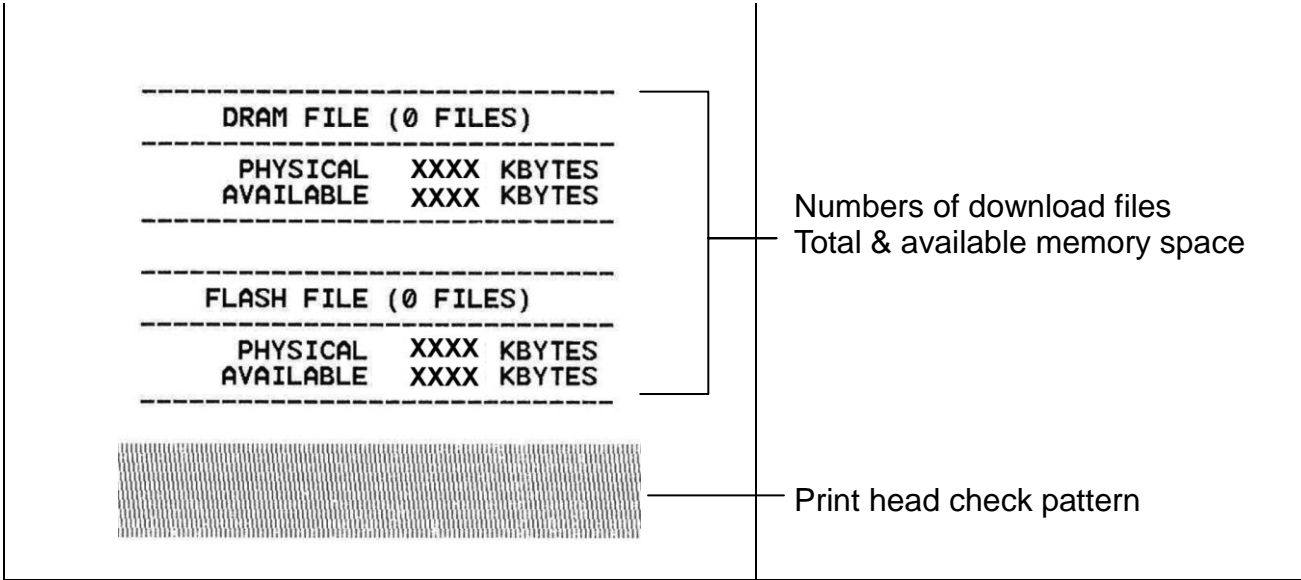 DRAM FILE (0 FILES)
PHYSICAL XXXX KBYTES
AVAILABLE XXXX KBYTES
FLASH FILE (0 FILES)
PHYSICAL XXXX KBYTES
AVAILABLE XXXX KBYTES
Numbers of download files
Total & available memory space
Print head check pattern